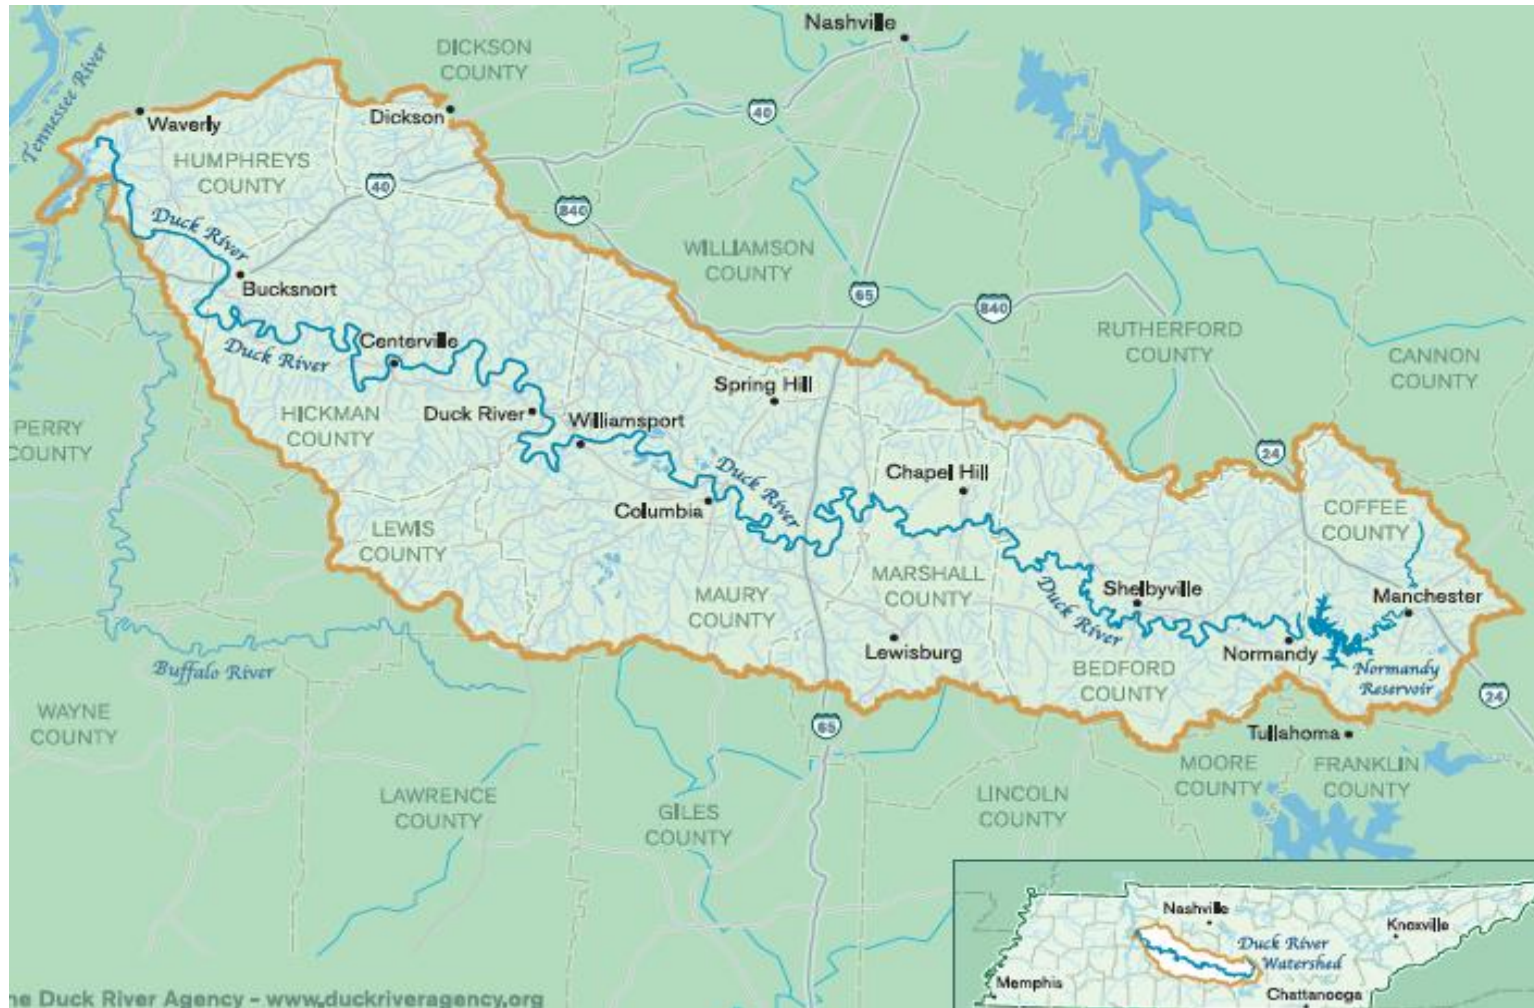 Nashville
DICKSON
COUNTY
Tennessee River
Waverly
Dickson
40
HUMPHREYS
COUNTY
40
840
Duck River
WILLIAMSON
COUNTY
Bucksnort
65
840
RUTHERFORD
COUNTY
CANNON
COUNTY
Centerville
Duck River
Spring Hill
HICKMAN
COUNTY
Duck River
Williamsport
PERRY
COUNTY
24
Chapel Hill
Duck River
Columbia
COFFEE
COUNTY
LEWIS
COUNTY
MAURY
COUNTY
MARSHALL
COUNTY
Duck River
Shelbyville
Manchester
Lewisburg
Normandy
BEDFORD
COUNTY
Normandy
Reservoir
Buffalo River
24
WAYNE
COUNTY
65
Tullahoma
MOORE
COUNTY
FRANKLIN
COUNTY
LAWRENCE
COUNTY
GILES
COUNTY
LINCOLN
COUNTY
Nashville
Knoxville
Duck River
Watershed
Memphis
Chattanooga
ne Duck River Agency - www.duckriveragency.org